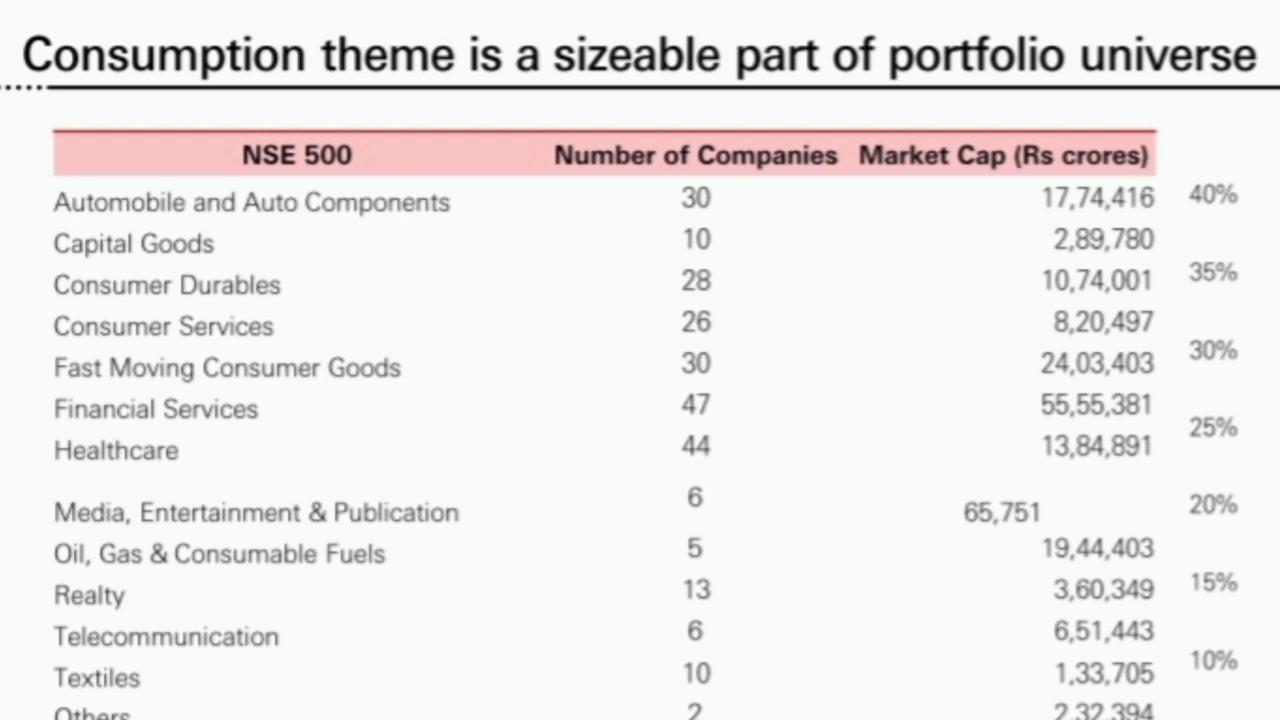 Consumption theme is a sizeable part of portfolio universe
NSE 500 Number of Companies Market Cap (Rs crores)
Automobile and Auto Components 30 17,74,416 40%
Capital Goods 10 2,89,780
Consumer Durables 28 10,74,001 35%
Consumer Services 26 8,20,497
Fast Moving Consumer Goods 30 24,03,403 30%
Financial Services 47 55,55,381
Healthcare 44 13,84,891 25%
Media, Entertainment & Publication 6 65,751 20%
Oil, Gas & Consumable Fuels 5 19,44,403
Realty 13 3,60,349 15%
Telecommunication 6 6,51,443
Textiles 10 1,33,705 10%
Others 2 2,32,394